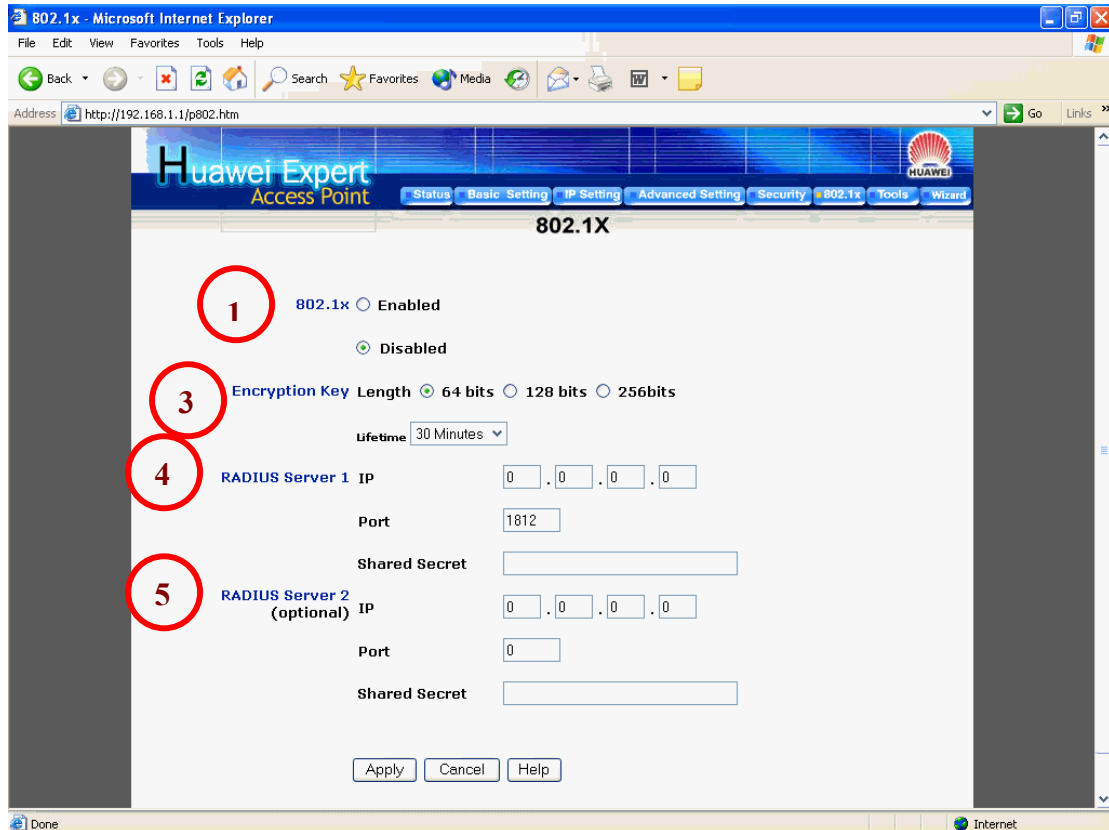 802.1x - Microsoft Internet Explorer
File Edit View Favorites Tools Help
Back Search Favorites Media
Address http://192.168.1.1/p802.htm Go Links »
Huawei Expert
Access Point
HUAWEI
Status Basic Setting IP Setting Advanced Setting Security 802.1x Tools Wizard
802.1X
1 802.1x Enabled
Disabled
3 Encryption Key Length 64 bits 128 bits 256bits
Lifetime 30 Minutes
4 RADIUS Server 1 IP 0 . 0 . 0 . 0
Port 1812
Shared Secret
5 RADIUS Server 2 IP 0 . 0 . 0 . 0
(optional)
Port 0
Shared Secret
Apply Cancel Help
Done Internet